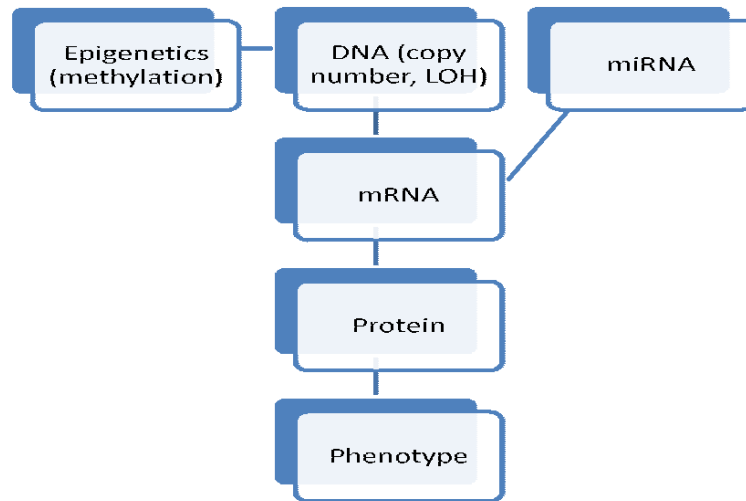 Epigenetics
(methylation)
DNA (copy
number, LOH)
miRNA
mRNA
Protein
Phenotype